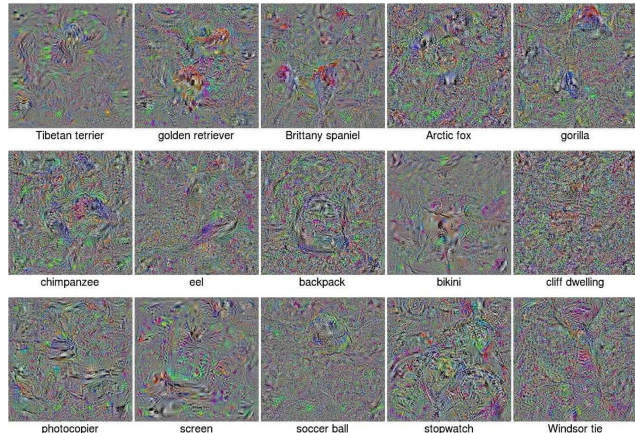 Tibetan terrier golden retriever Brittany spaniel Arctic fox gorilla
chimpanzee eel backpack bikini cliff dwelling
photocopier screen soccer ball stopwatch Windsor tie